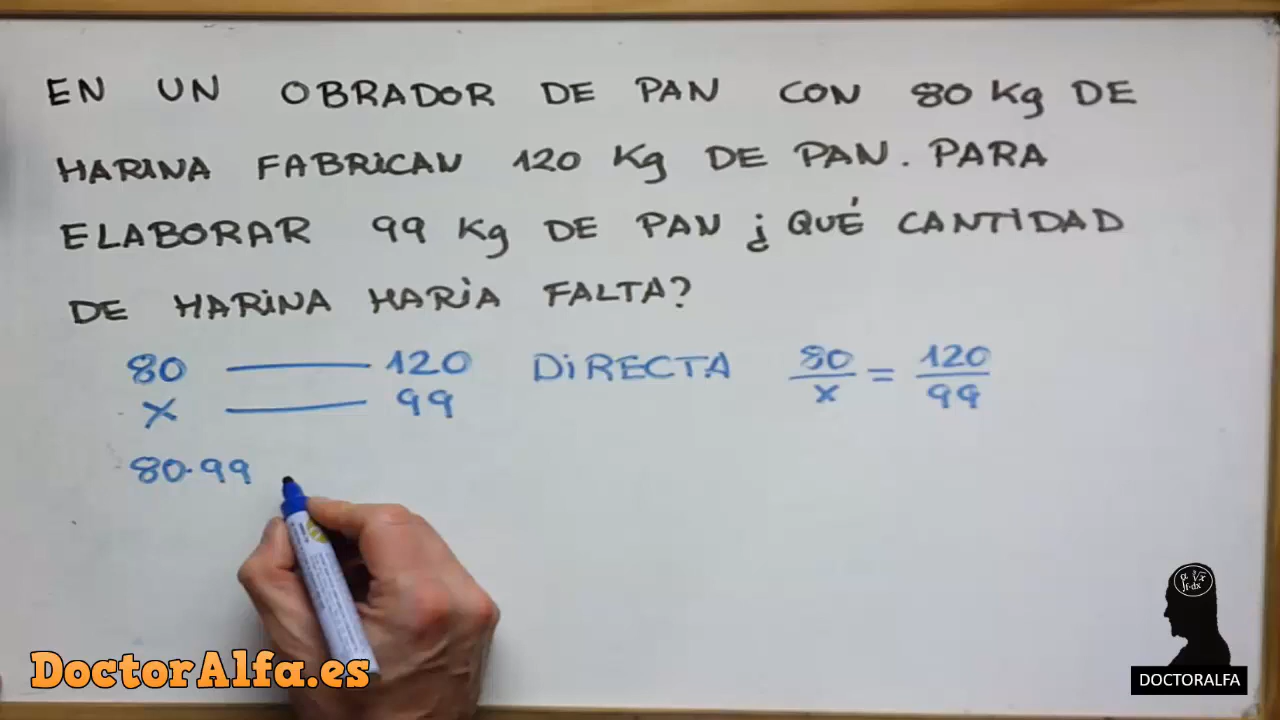 EN UN OBRADOR DE PAN CON 80 Kg DE
HARINA FABRICAN 120 Kg DE PAN. PARA
ELABORAR 99 Kg DE PAN ¿QUÉ CANTIDAD
DE HARINA HARIA FALTA?
80 —— 120 DIRECTA 80/x = 120/99
x —— 99
80·99
DoctorAlfa.es
DOCTORALFA